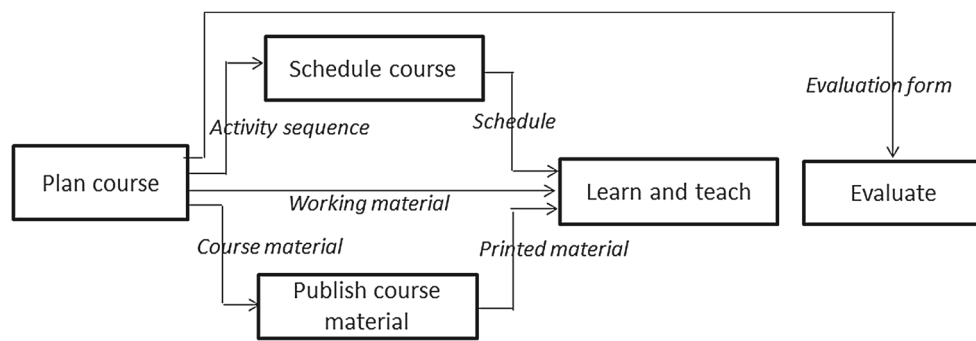 Schedule course
Evaluation form
Activity sequence
Schedule
Plan course
Learn and teach
Evaluate
Working material
Course material
Printed material
Publish course
material